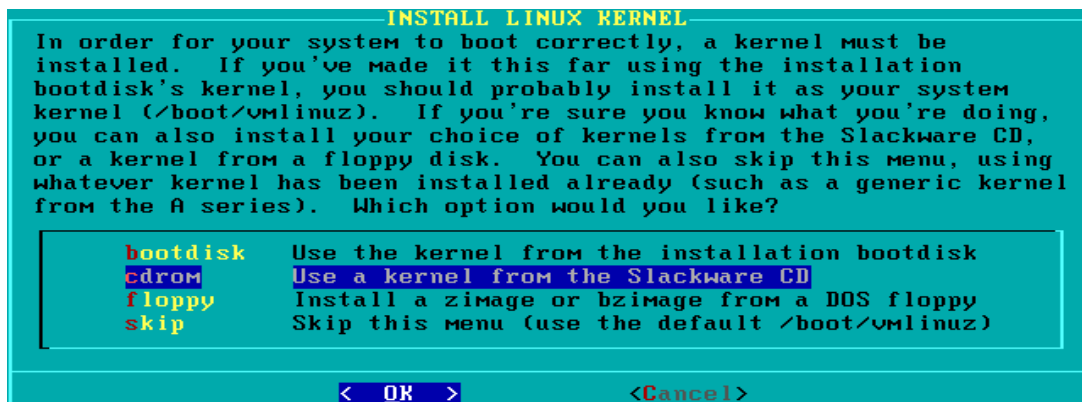 INSTALL LINUX KERNEL
In order for your system to boot correctly, a kernel must be
installed.  If you've made it this far using the installation
bootdisk's kernel, you should probably install it as your system
kernel (/boot/vmlinuz).  If you're sure you know what you're doing,
you can also install your choice of kernels from the Slackware CD,
or a kernel from a floppy disk.  You can also skip this menu, using
whatever kernel has been installed already (such as a generic kernel
from the A series).  Which option would you like?
bootdisk  Use the kernel from the installation bootdisk
cdrom  Use a kernel from the Slackware CD
floppy  Install a zimage or bzimage from a DOS floppy
skip  Skip this menu (use the default /boot/vmlinuz)
<  OK  >  <Cancel>